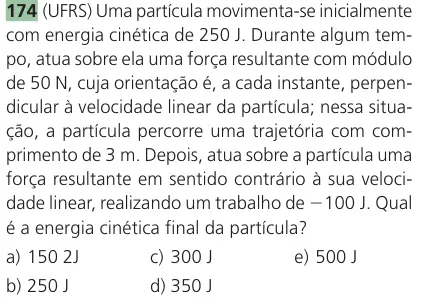 174 (UFRS) Uma partícula movimenta-se inicialmente
com energia cinética de 250 J. Durante algum tem-
po, atua sobre ela uma força resultante com módulo
de 50 N, cuja orientação é, a cada instante, perpen-
dicular à velocidade linear da partícula; nessa situa-
ção, a partícula percorre uma trajetória com com-
primento de 3 m. Depois, atua sobre a partícula uma
força resultante em sentido contrário à sua veloci-
dade linear, realizando um trabalho de −100 J. Qual
é a energia cinética final da partícula?
a) 150 2J c) 300 J e) 500 J
b) 250 J d) 350 J